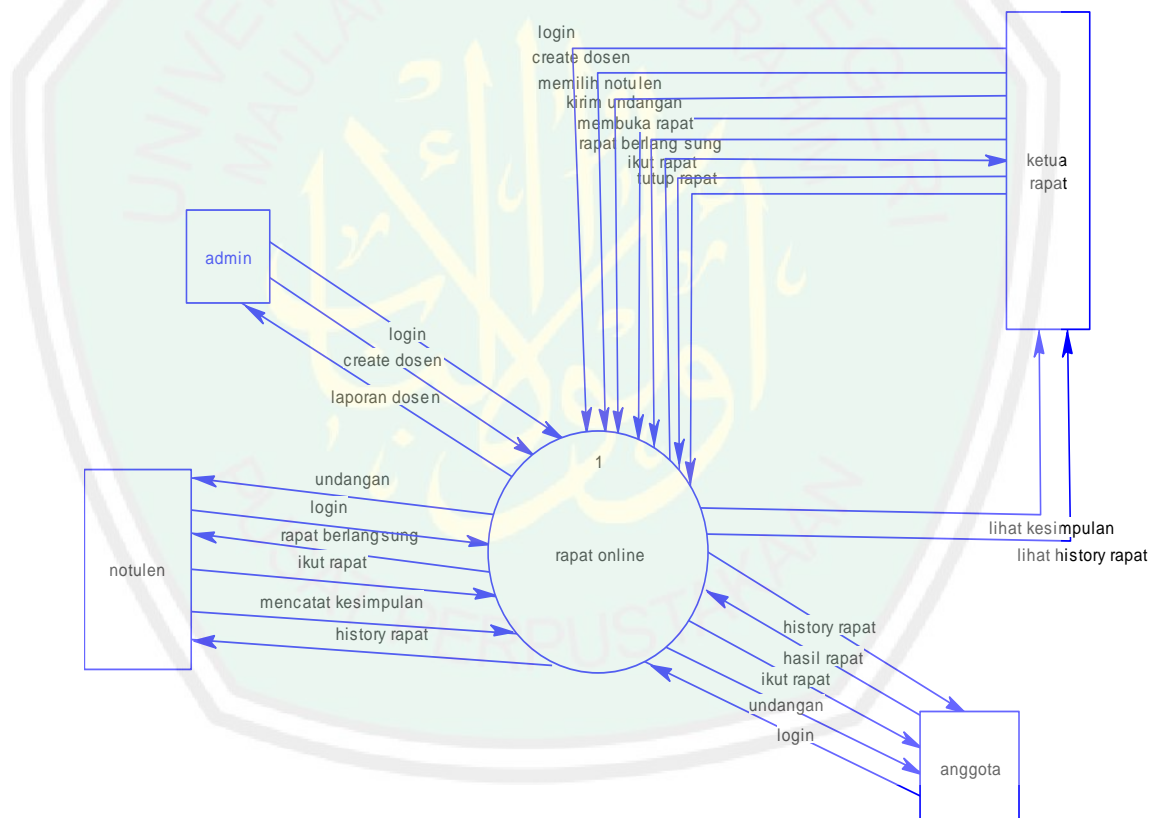 login
create dosen
memilih notulen
kirim undangan
membuka rapat
rapat berlang sung
ikut rapat
tutup rapat
ketua
rapat
admin
login
create dosen
laporan dosen
1
rapat online
undangan
login
rapat berlangsung
ikut rapat
mencatat kesimpulan
history rapat
notulen
lihat kesimpulan
lihat history rapat
history rapat
hasil rapat
ikut rapat
undangan
login
anggota